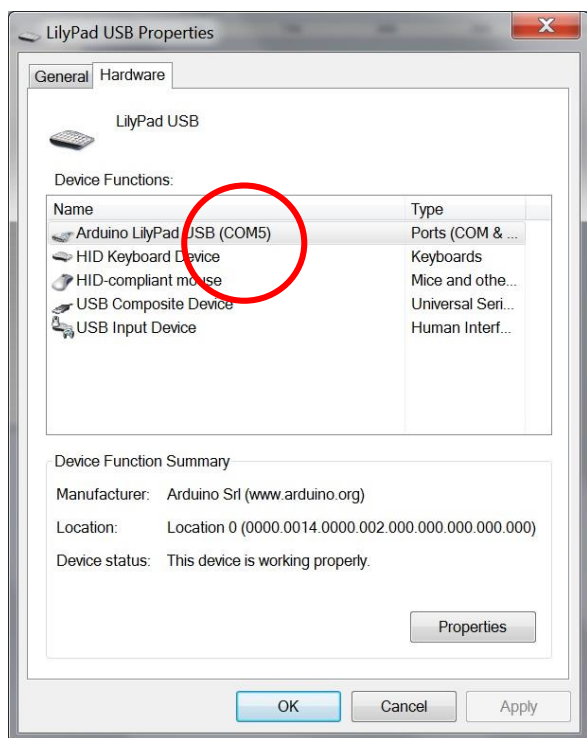 LilyPad USB Properties
General Hardware
LilyPad USB
Device Functions:
Name Type
Arduino LilyPad USB (COM5) Ports (COM & ...
HID Keyboard Device Keyboards
HID-compliant mouse Mice and othe...
USB Composite Device Universal Seri...
USB Input Device Human Interf...
Device Function Summary
Manufacturer: Arduino Srl (www.arduino.org)
Location: Location 0 (0000.0014.0000.002.000.000.000.000.000)
Device status: This device is working properly.
Properties
OK Cancel Apply